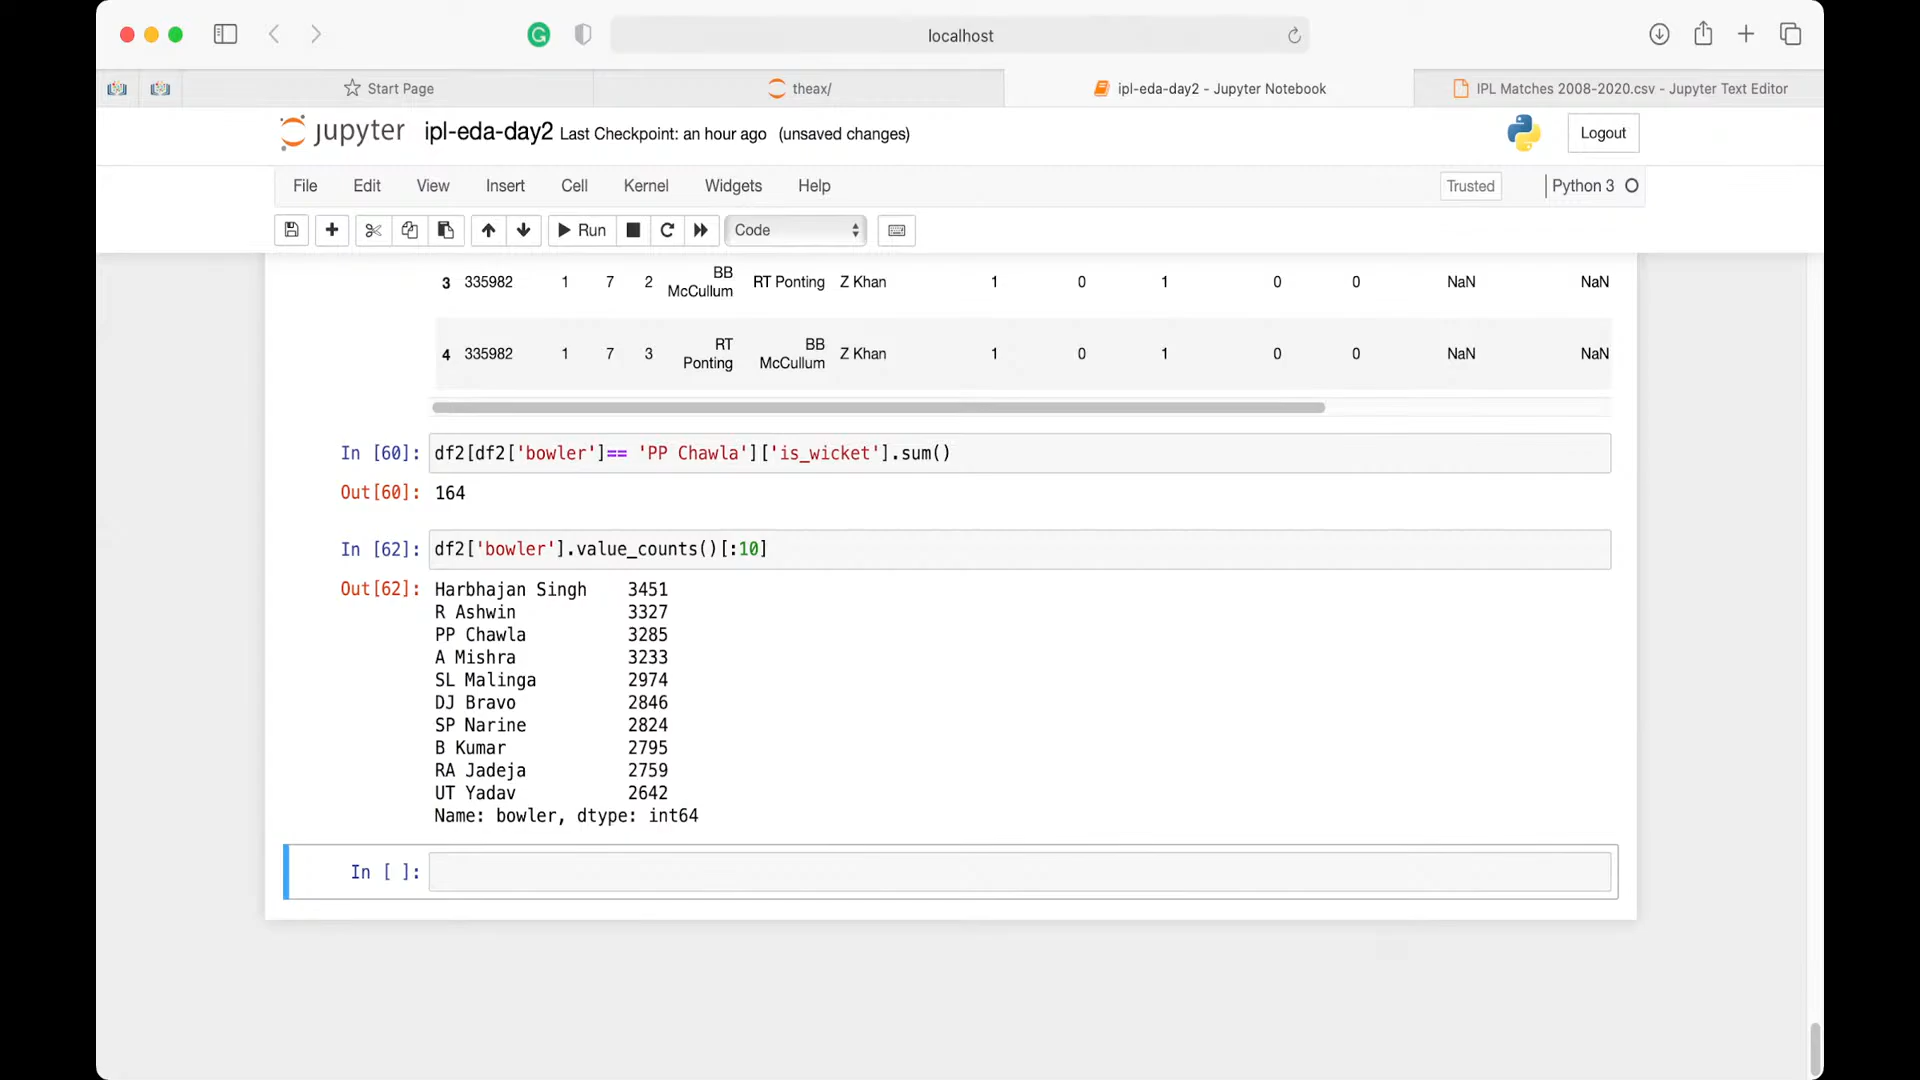 localhost
Start Page
theax/
ipl-eda-day2 - Jupyter Notebook
IPL Matches 2008-2020.csv - Jupyter Text Editor
jupyter ipl-eda-day2 Last Checkpoint: an hour ago (unsaved changes)
Logout
File Edit View Insert Cell Kernel Widgets Help
Trusted
Python 3
Run
Code
3 335982 1 7 2 BB McCullum RT Ponting Z Khan 1 0 1 0 0 NaN NaN
4 335982 1 7 3 RT Ponting BB McCullum Z Khan 1 0 1 0 0 NaN NaN
In [60]: df2[df2['bowler']== 'PP Chawla']['is_wicket'].sum()
Out[60]: 164
In [62]: df2['bowler'].value_counts()[:10]
Out[62]: Harbhajan Singh 3451
R Ashwin 3327
PP Chawla 3285
A Mishra 3233
SL Malinga 2974
DJ Bravo 2846
SP Narine 2824
B Kumar 2795
RA Jadeja 2759
UT Yadav 2642
Name: bowler, dtype: int64
In [ ]: